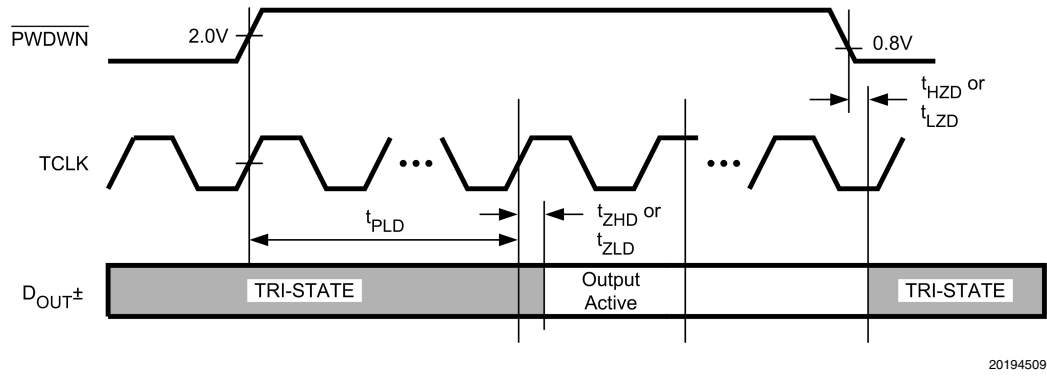 PWDWN
2.0V
0.8V
tHZD or
tLZD
TCLK
tPLD
tZHD or
tZLD
DOUT±
TRI-STATE
Output
Active
TRI-STATE
20194509